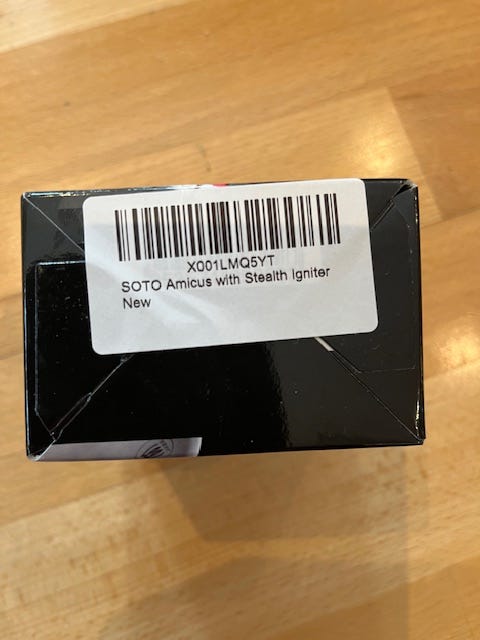 X001LMQ5YT
SOTO Amicus with Stealth Igniter
New